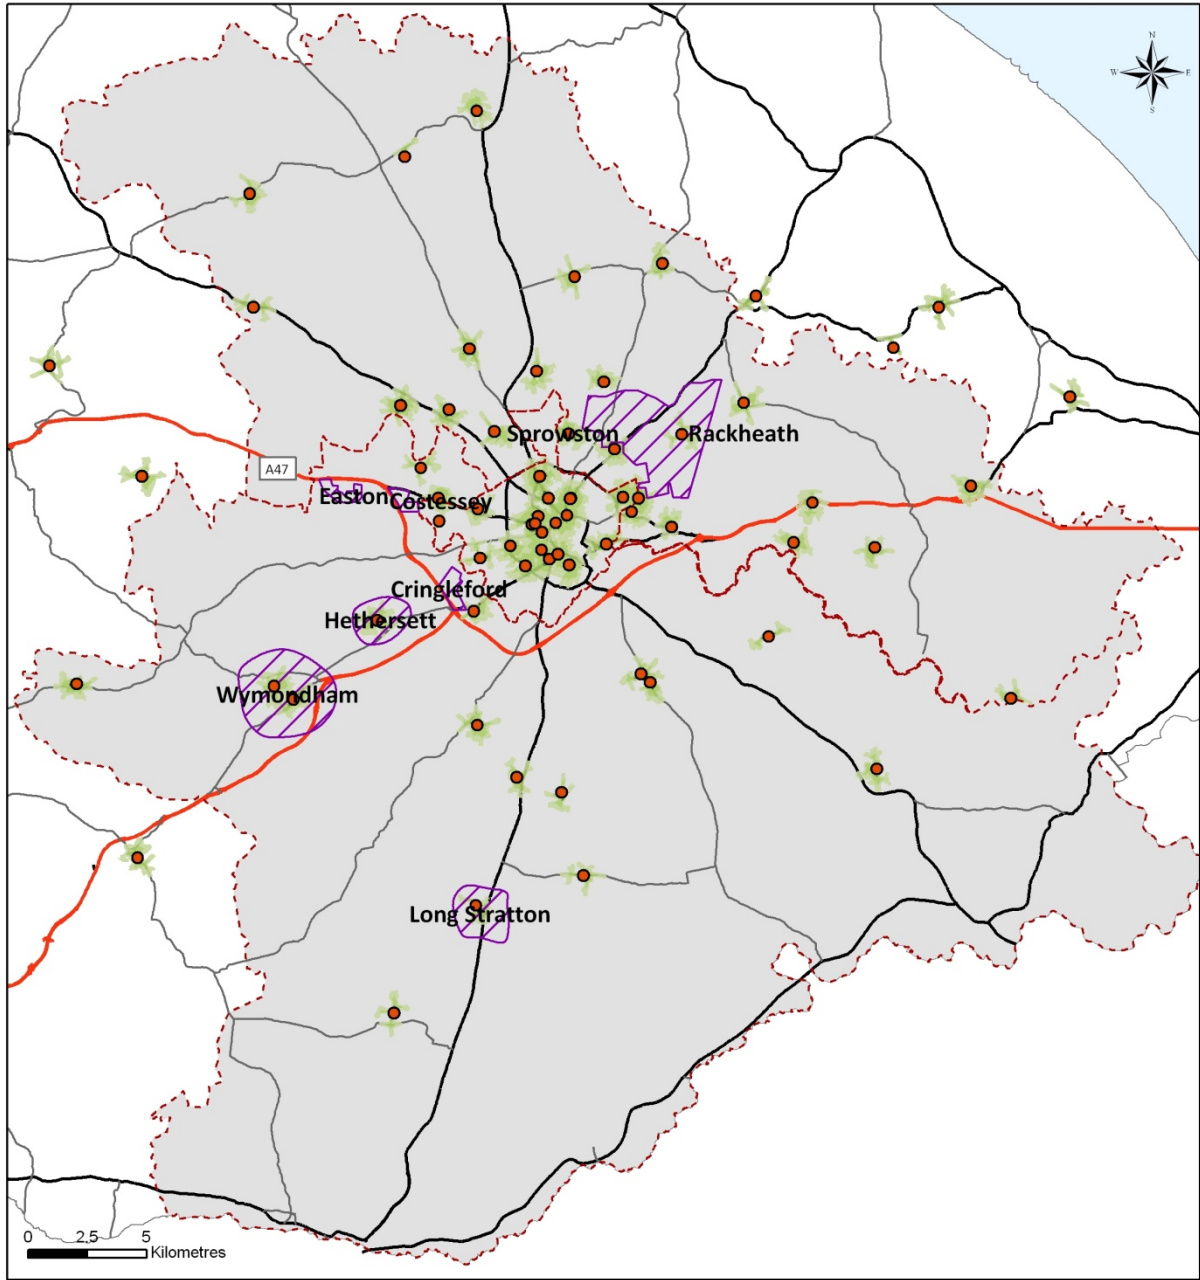 N
W E
S
Sprowston
Rackheath
A47
Easton
Costessey
Cringleford
Hethersett
Wymondham
Long Stratton
0 2.5 5
Kilometres